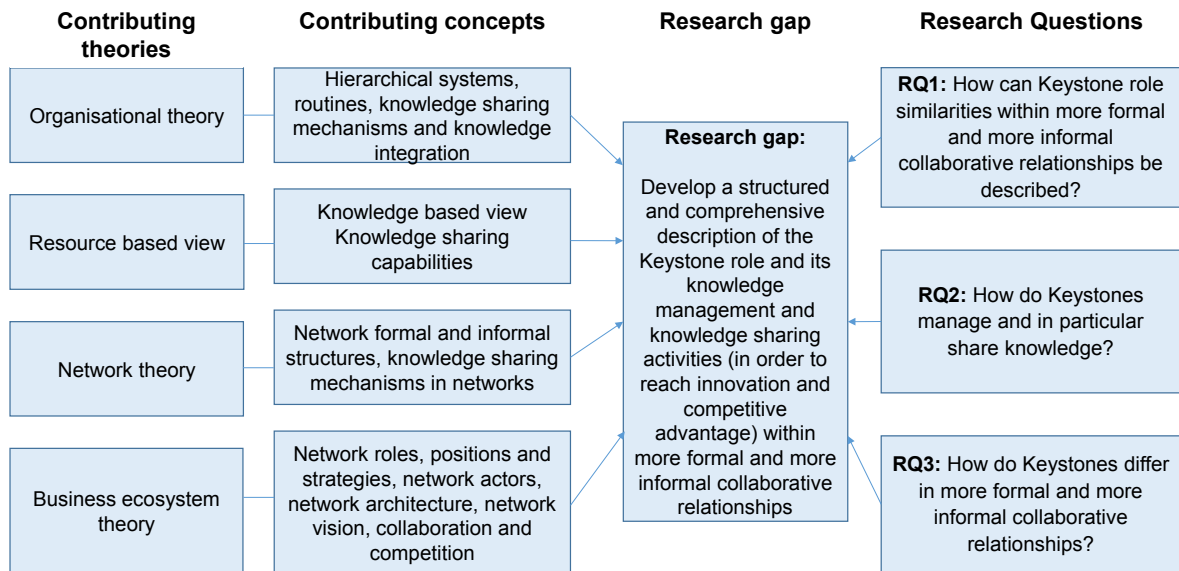 Contributing
theories
Contributing concepts
Research gap
Research Questions
Organisational theory
Hierarchical systems,
routines, knowledge sharing
mechanisms and knowledge
integration
Resource based view
Knowledge based view
Knowledge sharing
capabilities
Network theory
Network formal and informal
structures, knowledge sharing
mechanisms in networks
Business ecosystem
theory
Network roles, positions and
strategies, network actors,
network architecture, network
vision, collaboration and
competition
Research gap:
Develop a structured
and comprehensive
description of the
Keystone role and its
knowledge
management and
knowledge sharing
activities (in order to
reach innovation and
competitive
advantage) within
more formal and more
informal collaborative
relationships
RQ1: How can Keystone role
similarities within more formal
and more informal
collaborative relationships be
described?
RQ2: How do Keystones
manage and in particular
share knowledge?
RQ3: How do Keystones differ
in more formal and more
informal collaborative
relationships?